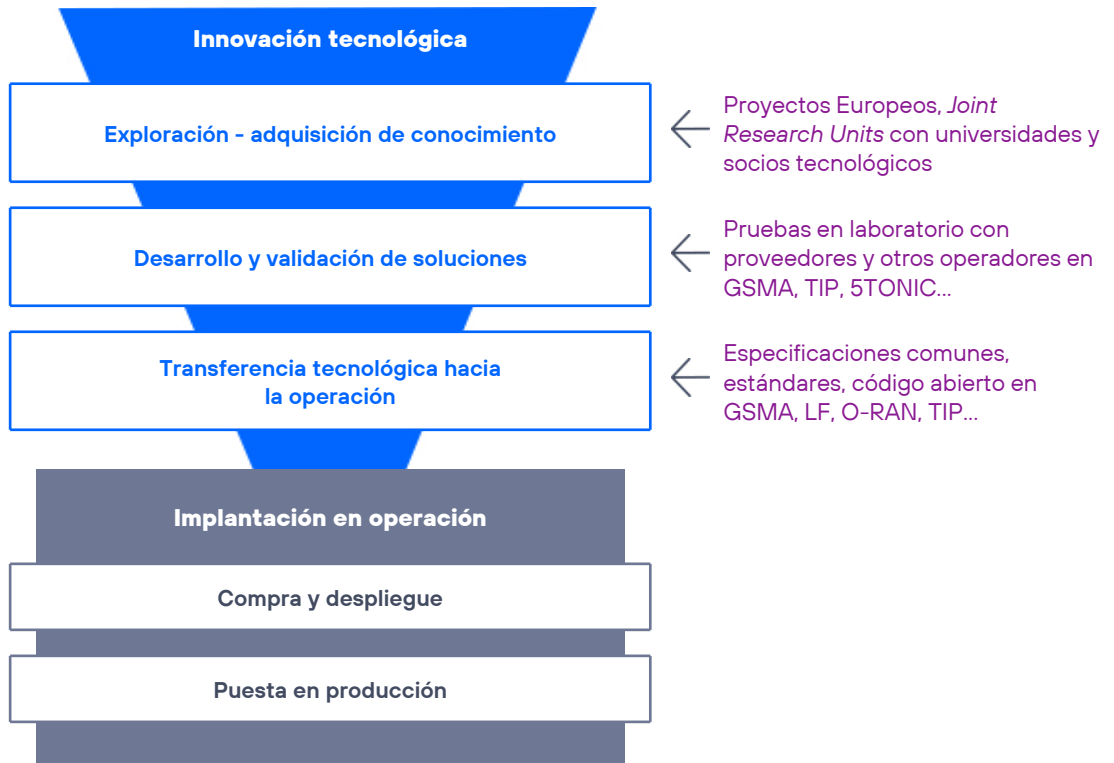 Innovación tecnológica
Exploración - adquisición de conocimiento
Proyectos Europeos, Joint
Research Units con universidades y
socios tecnológicos
Desarrollo y validación de soluciones
Pruebas en laboratorio con
proveedores y otros operadores en
GSMA, TIP, 5TONIC...
Transferencia tecnológica hacia
la operación
Especificaciones comunes,
estándares, código abierto en
GSMA, LF, O-RAN, TIP...
Implantación en operación
Compra y despliegue
Puesta en producción